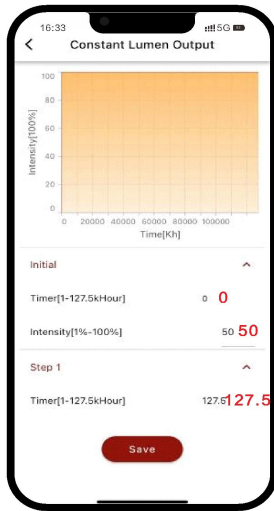 16:33 5G
Constant Lumen Output
Intensity[100%]
100
80
60
40
20
0
0 20000 40000 60000 80000 100000
Time[Kh]
Initial
Timer[1-127.5kHour] 0 0
Intensity[1%-100%] 50 50
Step 1
Timer[1-127.5kHour] 127.5 127.5
Save